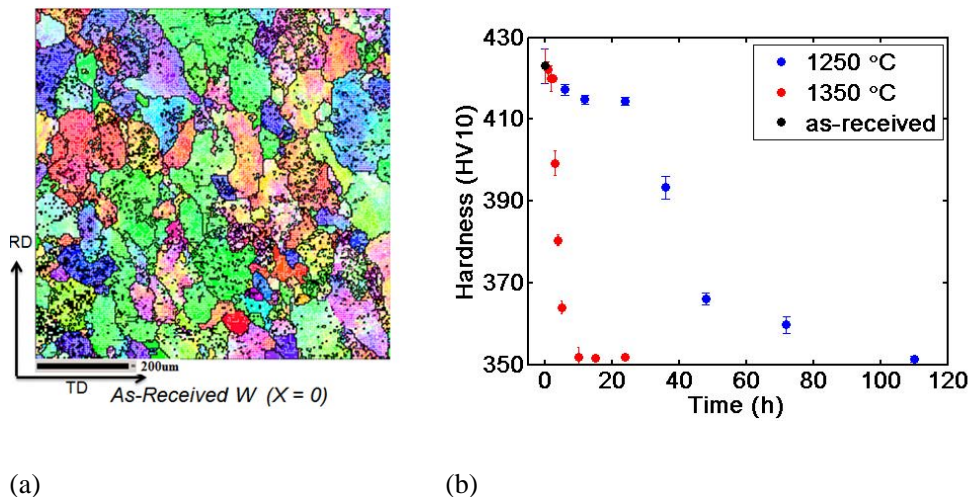 (a)
RD
200um
TD
As-Received W (X = 0)
(b)
Hardness (HV10)
430
410
390
370
350
0
20
40
60
80
100
120
Time (h)
1250 °C
1350 °C
as-received
(a)
(b)